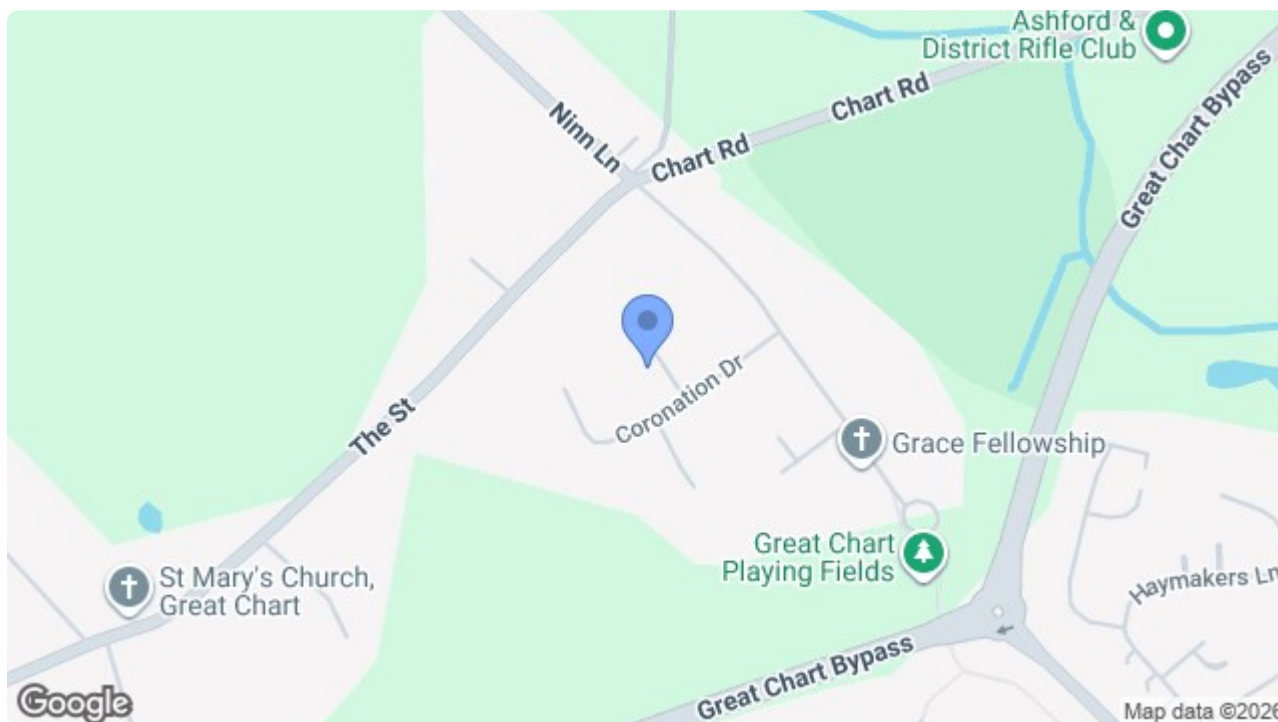 Ashford &
District Rifle Club
Chart Rd
Ninn Ln
Chart Rd
Great Chart Bypass
The St
Coronation Dr
Grace Fellowship
Great Chart
Playing Fields
St Mary's Church,
Great Chart
Haymakers Ln
Great Chart Bypass
Google
Map data ©2026